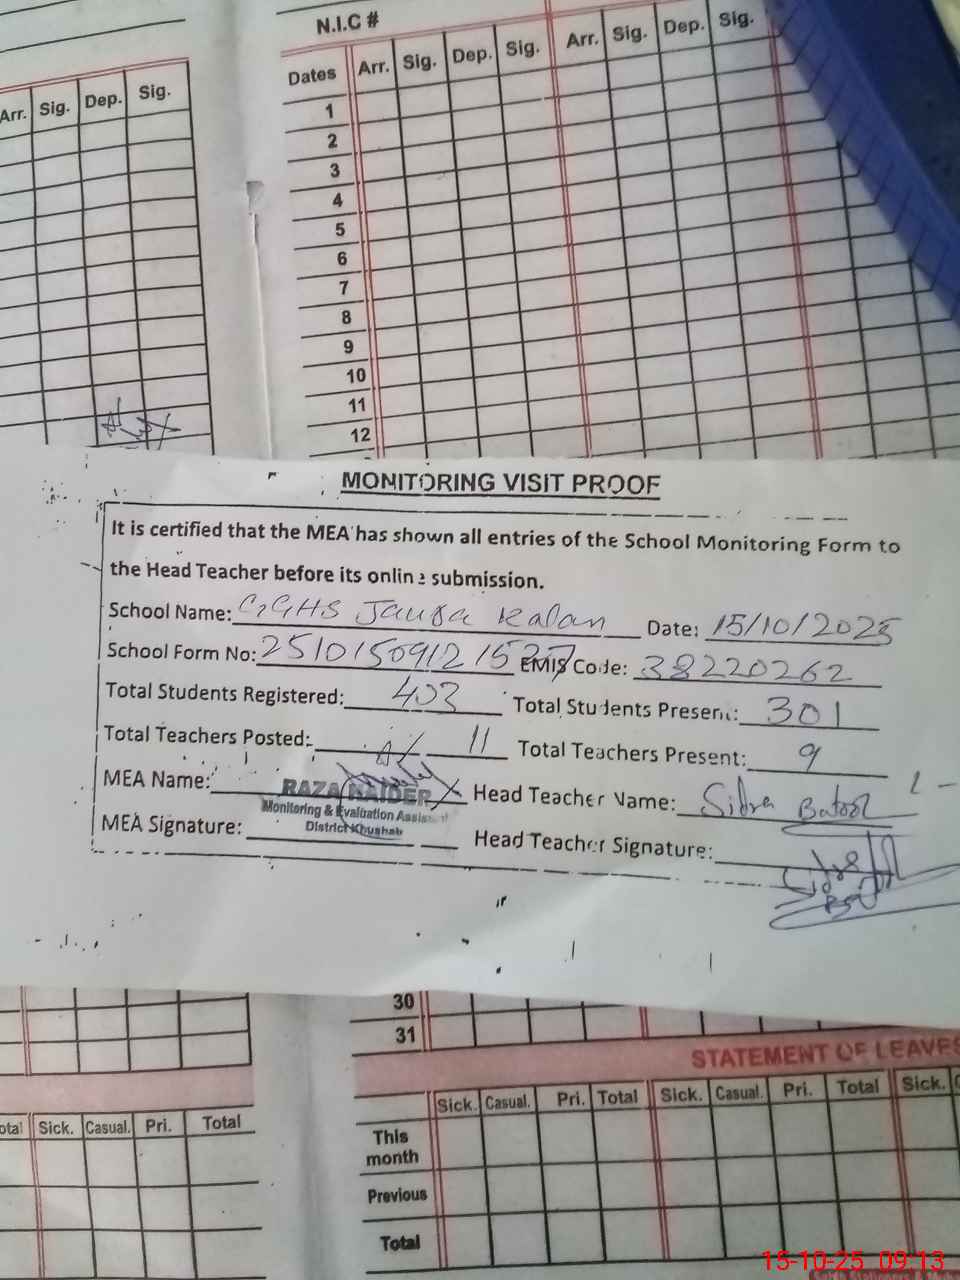 N.I.C #
Arr. Sig. Dep. Sig.
Dates Arr. Sig. Dep. Sig. Arr. Sig. Dep. Sig.
1
2
3
4
5
6
7
8
9
10
11
12
MONITORING VISIT PROOF
It is certified that the MEA has shown all entries of the School Monitoring Form to
the Head Teacher before its online submission.
School Name: GGHS Jaura Kalan Date: 15/10/2025
School Form No: EMIS Code: 38220262
Total Students Registered: 403 Total Students Present: 301
Total Teachers Posted: 11 Total Teachers Present: 9
MEA Name: RAZA HAIDER Head Teacher Name: Sidra Batool
Monitoring & Evaluation Assistant
District Khushab
MEA Signature: Head Teacher Signature:
30
31
STATEMENT OF LEAVES
Sick. Casual. Pri. Total Sick. Casual. Pri. Total Sick.
otal Sick. Casual. Pri. Total
This
month
Previous
Total
15-10-25 09:13